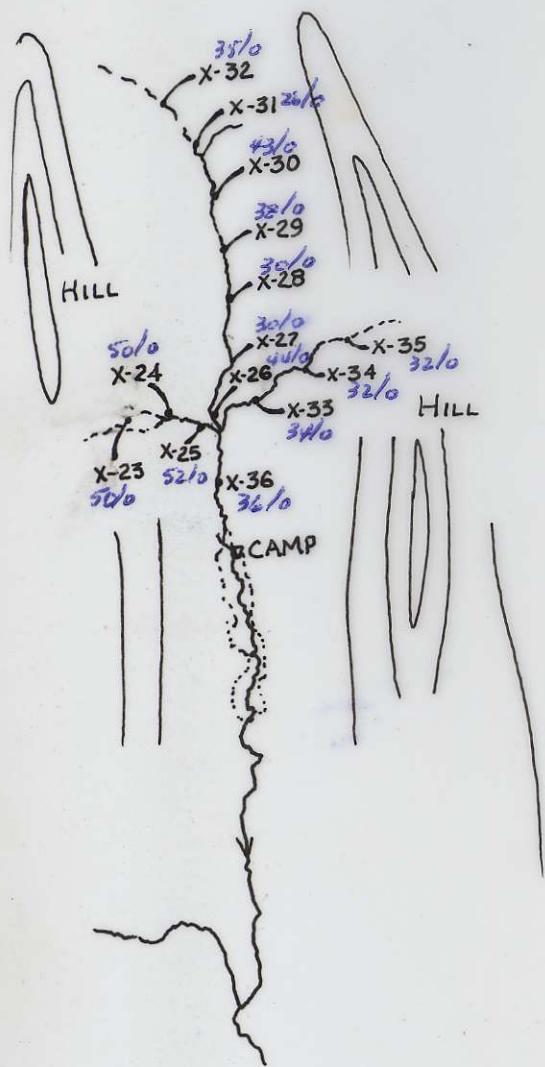 35/0
X-32
X-31 26/0
43/0
X-30
38/0
X-29
30/0
X-28
HILL
30/0
X-27
50/0
X-24
44/0
X-26
X-35
32/0
X-34
32/0
X-33
34/0
HILL
X-25
52/0
X-23
50/0
X-36
36/0
CAMP